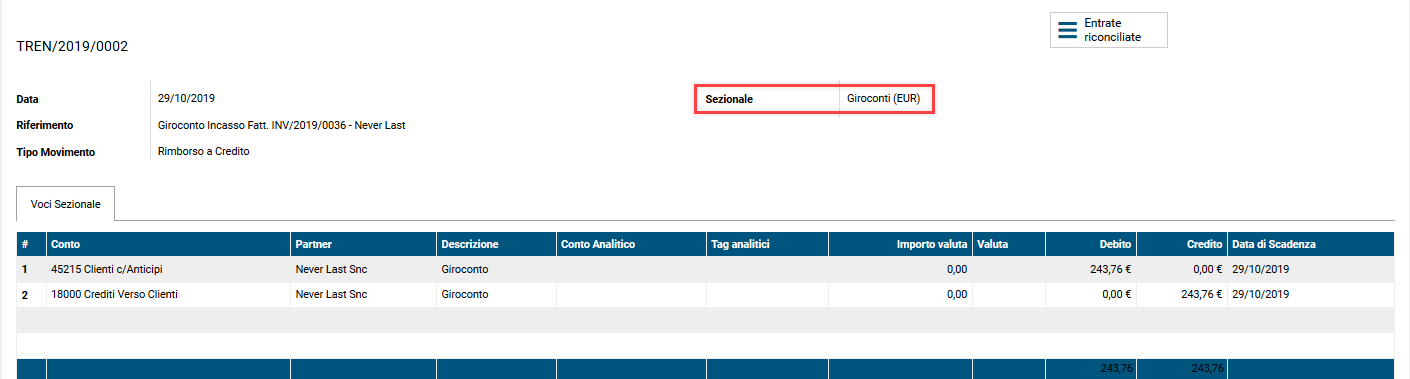 Entrate
riconciliate
TREN/2019/0002
Data 29/10/2019 Sezionale Giroconti (EUR)
Riferimento Giroconto Incasso Fatt. INV/2019/0036 - Never Last
Tipo Movimento Rimborso a Credito
Voci Sezionale
# Conto Partner Descrizione Conto Analitico Tag analitici Importo valuta Valuta Debito Credito Data di Scadenza
1 45215 Clienti c/Anticipi Never Last Snc Giroconto 0,00 243,76 € 0,00 € 29/10/2019
2 18000 Crediti Verso Clienti Never Last Snc Giroconto 0,00 0,00 € 243,76 € 29/10/2019
243,76 243,76